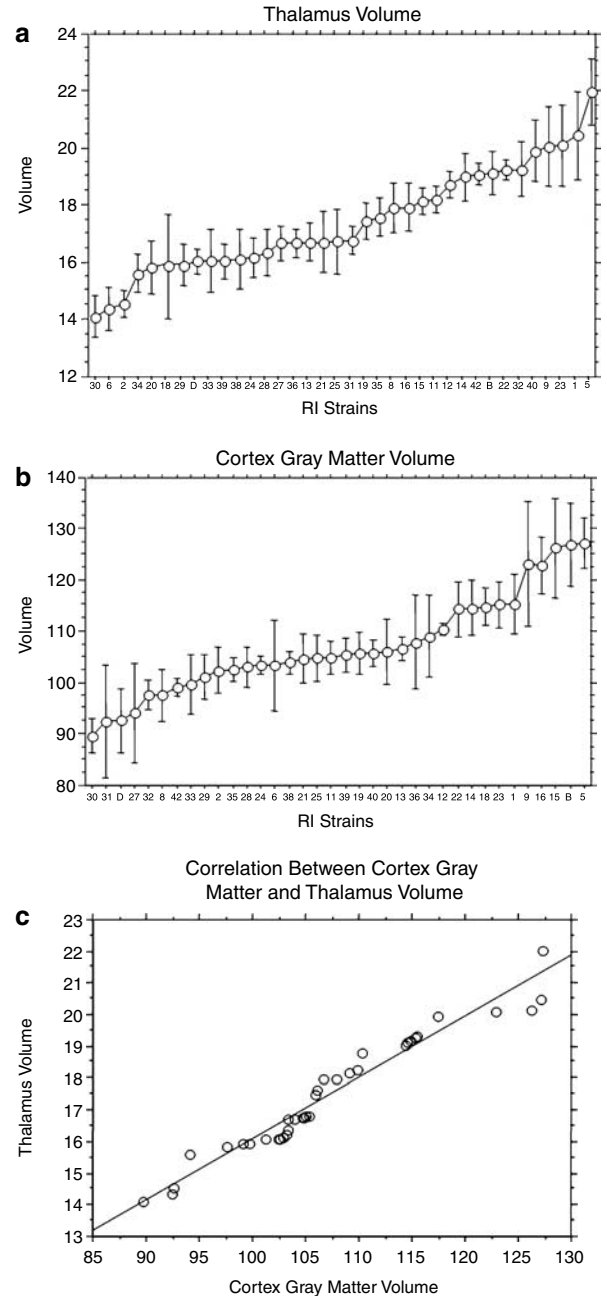 a
Thalamus Volume
24
22
20
18
16
14
12
Volume
30 6 2 34 20 18 29 D 33 39 38 24 28 27 36 13 21 25 31 19 35 8 16 15 11 12 14 42 B 22 32 40 9 23 1 5
RI Strains
b
Cortex Gray Matter Volume
140
130
120
110
100
90
80
Volume
30 31 D 27 32 8 42 33 29 2 35 28 24 6 38 21 25 11 39 19 40 20 13 36 34 12 22 14 18 23 1 9 16 15 B 5
RI Strains
Correlation Between Cortex Gray
Matter and Thalamus Volume
c
23
22
21
20
19
18
17
16
15
14
13
Thalamus Volume
85 90 95 100 105 110 115 120 125 130
Cortex Gray Matter Volume